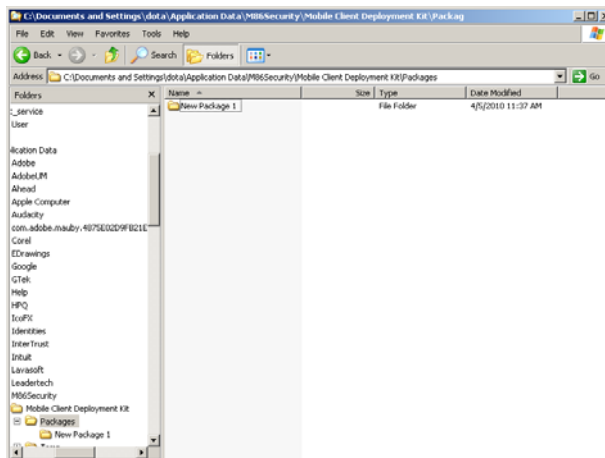 C:\Documents and Settings\dota\Application Data\M86Security\Mobile Client Deployment Kit\Packag
File Edit View Favorites Tools Help
Back Search Folders
Address C:\Documents and Settings\dota\Application Data\M86Security\Mobile Client Deployment Kit\Packages Go
Folders x Name Size Type Date Modified
:_service
New Package 1 File Folder 4/5/2010 11:37 AM
User
lication Data
Adobe
AdobeUM
Ahead
Apple Computer
Audacity
com.adobe.mauby.4875E02D9FB21E
Corel
EDrawings
Google
GTek
Help
HPQ
IcoFX
Identities
InterTrust
Intuit
Lavasoft
Leadertech
M86Security
Mobile Client Deployment Kit
Packages
New Package 1